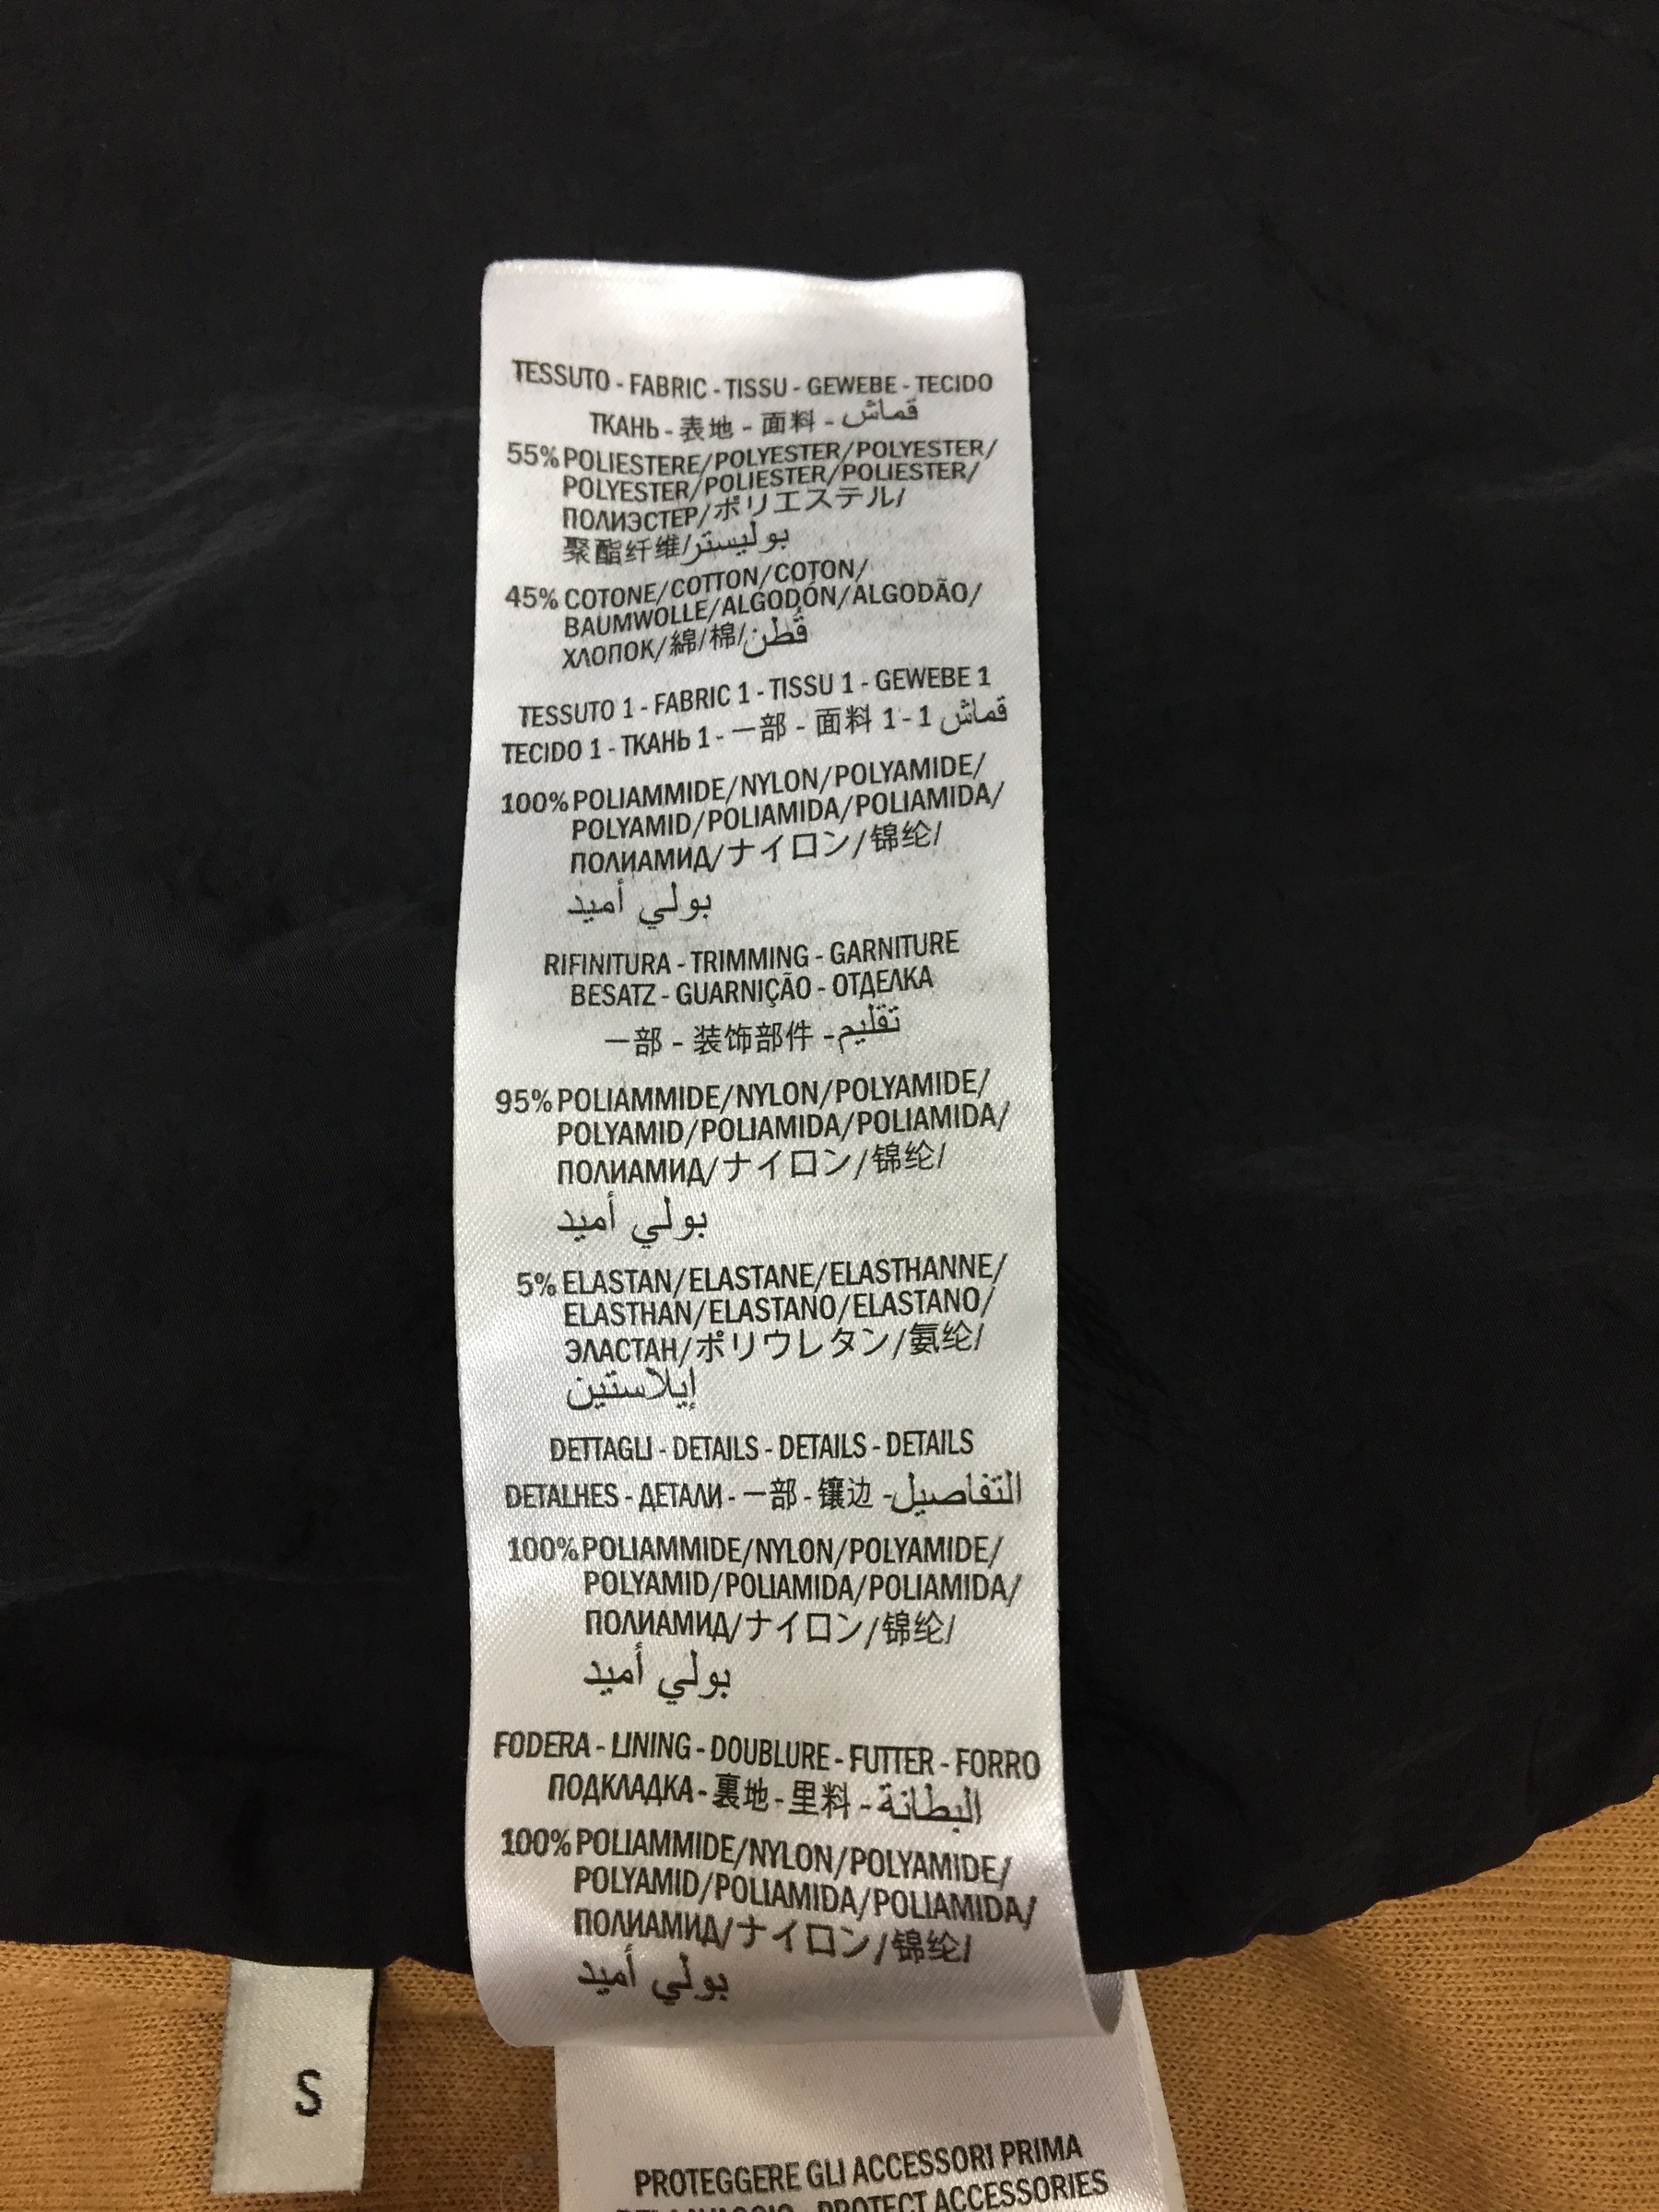 TESSUTO - FABRIC - TISSU - GEWEBE - TECIDO
ТКАНЬ - 表地 - 面料 - قماش
55% POLIESTERE/POLYESTER/POLYESTER/
POLYESTER/POLIESTER/POLIESTER/
ПОЛИЭСТЕР/ポリエステル/
聚酯纤维/بوليستر
45% COTONE/COTTON/COTON/
BAUMWOLLE/ALGODÓN/ALGODÃO/
ХЛОПОК/綿/棉/قُطن
TESSUTO 1 - FABRIC 1 - TISSU 1 - GEWEBE 1
TECIDO 1 - ТКАНЬ 1 - 一部 - 面料 1 - 1 قماش
100% POLIAMMIDE/NYLON/POLYAMIDE/
POLYAMID/POLIAMIDA/POLIAMIDA/
ПОЛИАМИД/ナイロン/锦纶/
بولي أميد
RIFINITURA - TRIMMING - GARNITURE
BESATZ - GUARNIÇÃO - ОТДЕЛКА
一部 - 装饰部件 - تقليم
95% POLIAMMIDE/NYLON/POLYAMIDE/
POLYAMID/POLIAMIDA/POLIAMIDA/
ПОЛИАМИД/ナイロン/锦纶/
بولي أميد
5% ELASTAN/ELASTANE/ELASTHANNE/
ELASTHAN/ELASTANO/ELASTANO/
ЭЛАСТАН/ポリウレタン/氨纶/
إيلاستين
DETTAGLI - DETAILS - DETAILS - DETAILS
DETALHES - ДЕТАЛИ - 一部 - 镶边 - التفاصيل
100% POLIAMMIDE/NYLON/POLYAMIDE/
POLYAMID/POLIAMIDA/POLIAMIDA/
ПОЛИАМИД/ナイロン/锦纶/
بولي أميد
FODERA - LINING - DOUBLURE - FUTTER - FORRO
ПОДКЛАДКА - 裏地 - 里料 - البطانة
100% POLIAMMIDE/NYLON/POLYAMIDE/
POLYAMID/POLIAMIDA/POLIAMIDA/
ПОЛИАМИД/ナイロン/锦纶/
بولي أميد
S
PROTEGGERE GLI ACCESSORI PRIMA
PROTECT ACCESSORIES